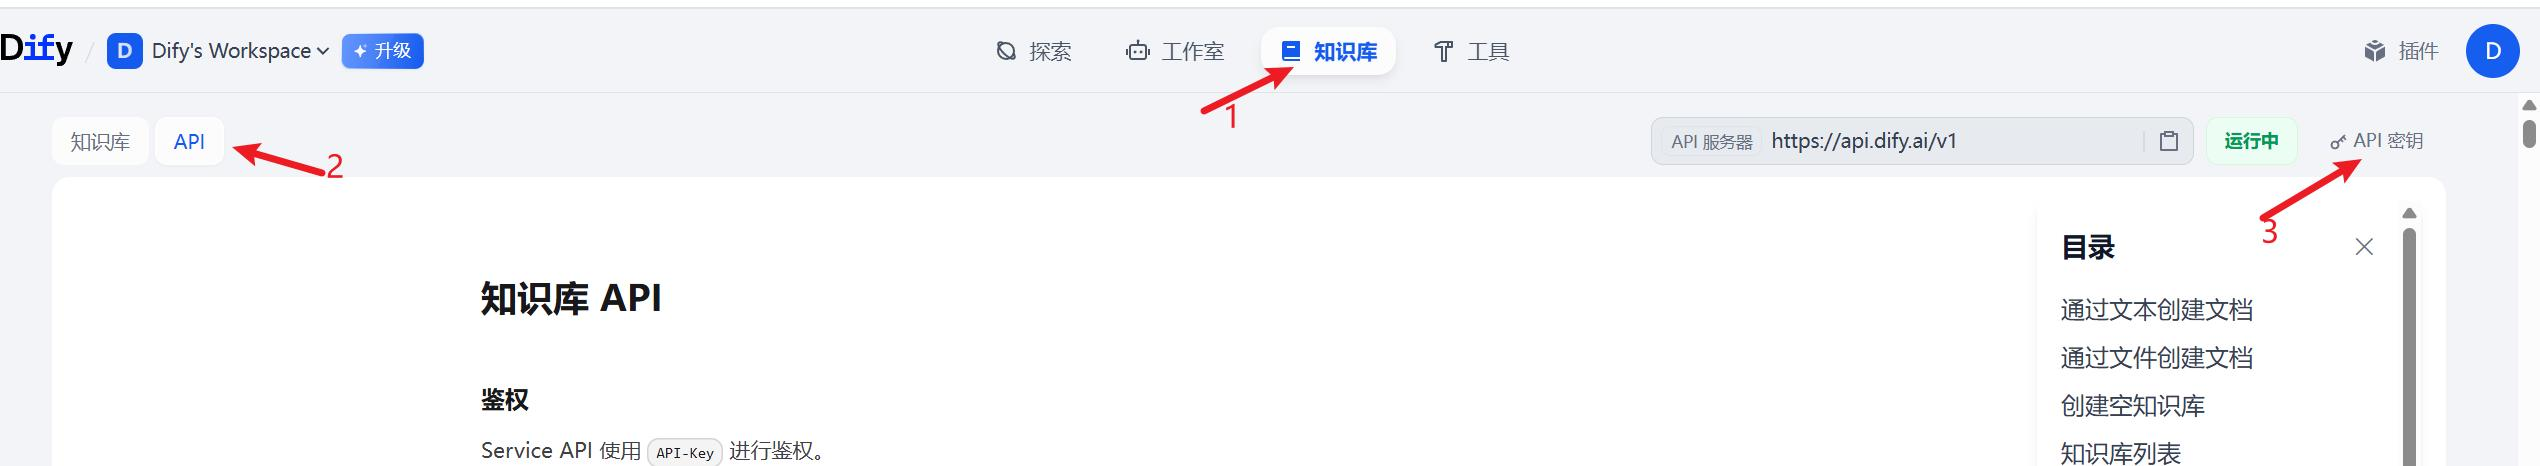 Dify / D Dify's Workspace 升级 探索 工作室 知识库 工具 插件 D
1
知识库 API API 服务器 https://api.dify.ai/v1 运行中 API 密钥
2
3
目录
知识库 API
通过文本创建文档
通过文件创建文档
鉴权
创建空知识库
Service API 使用 API-Key 进行鉴权。
知识库列表